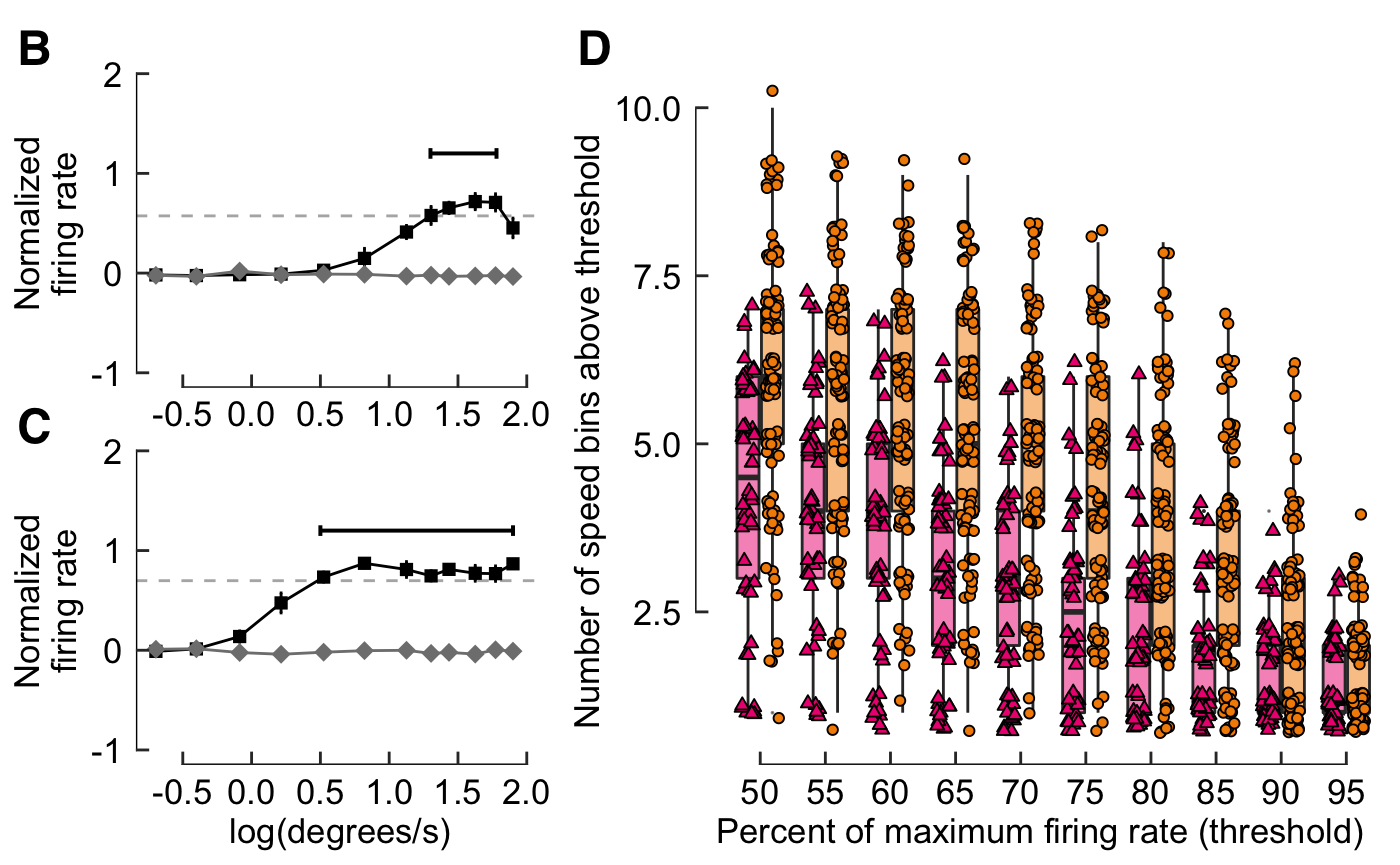 B
2
1
0
-1
Normalized
firing rate
-0.5 0.0 0.5 1.0 1.5 2.0
C
2
1
0
-1
Normalized
firing rate
-0.5 0.0 0.5 1.0 1.5 2.0
log(degrees/s)
D
10.0
7.5
5.0
2.5
Number of speed bins above threshold
50 55 60 65 70 75 80 85 90 95
Percent of maximum firing rate (threshold)